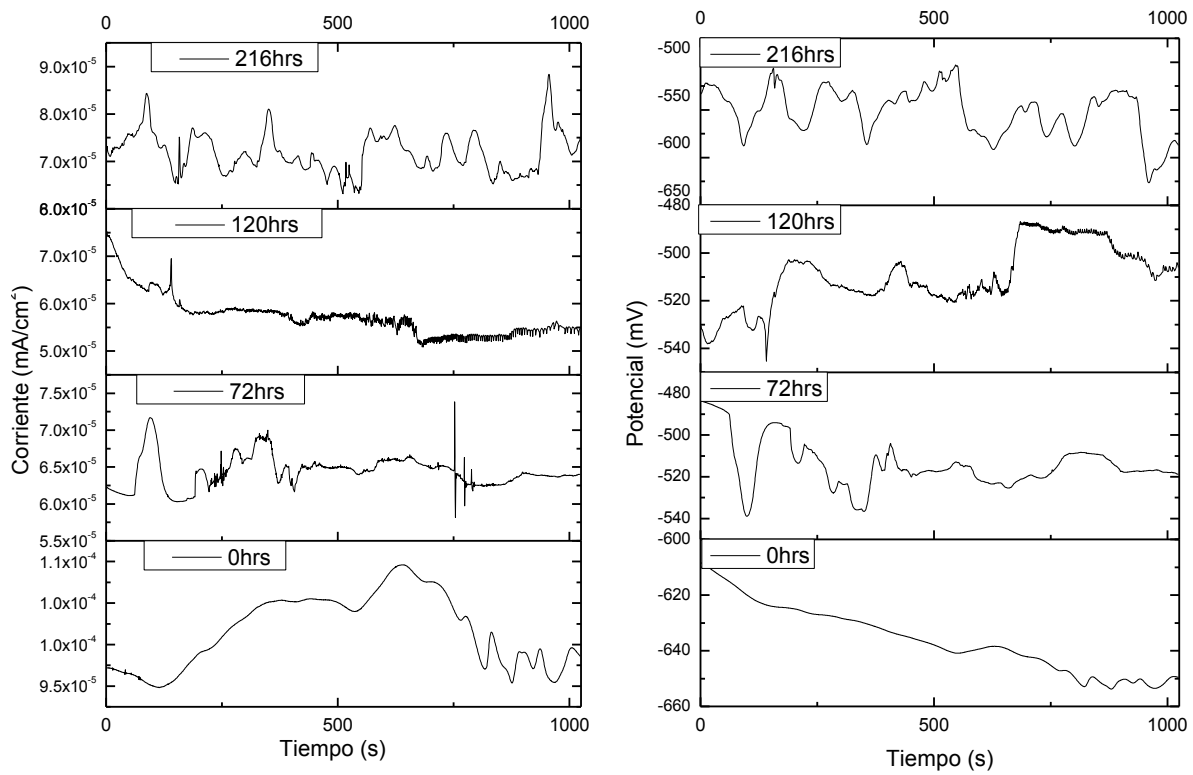 0 500 1000
216hrs
9.0x10⁻⁵
8.0x10⁻⁵
7.0x10⁻⁵
6.0x10⁻⁵
120hrs
7.0x10⁻⁵
6.0x10⁻⁵
5.0x10⁻⁵
72hrs
7.5x10⁻⁵
7.0x10⁻⁵
6.5x10⁻⁵
6.0x10⁻⁵
5.5x10⁻⁵
0hrs
1.1x10⁻⁴
1.0x10⁻⁴
1.0x10⁻⁴
9.5x10⁻⁵
0 500 1000
Tiempo (s)
Corriente (mA/cm²)
0 500 1000
-500
216hrs
-550
-600
-650
-480
120hrs
-500
-520
-540
-480
72hrs
-500
-520
-540
-600
0hrs
-620
-640
-660
0 500 1000
Tiempo (s)
Potencial (mV)